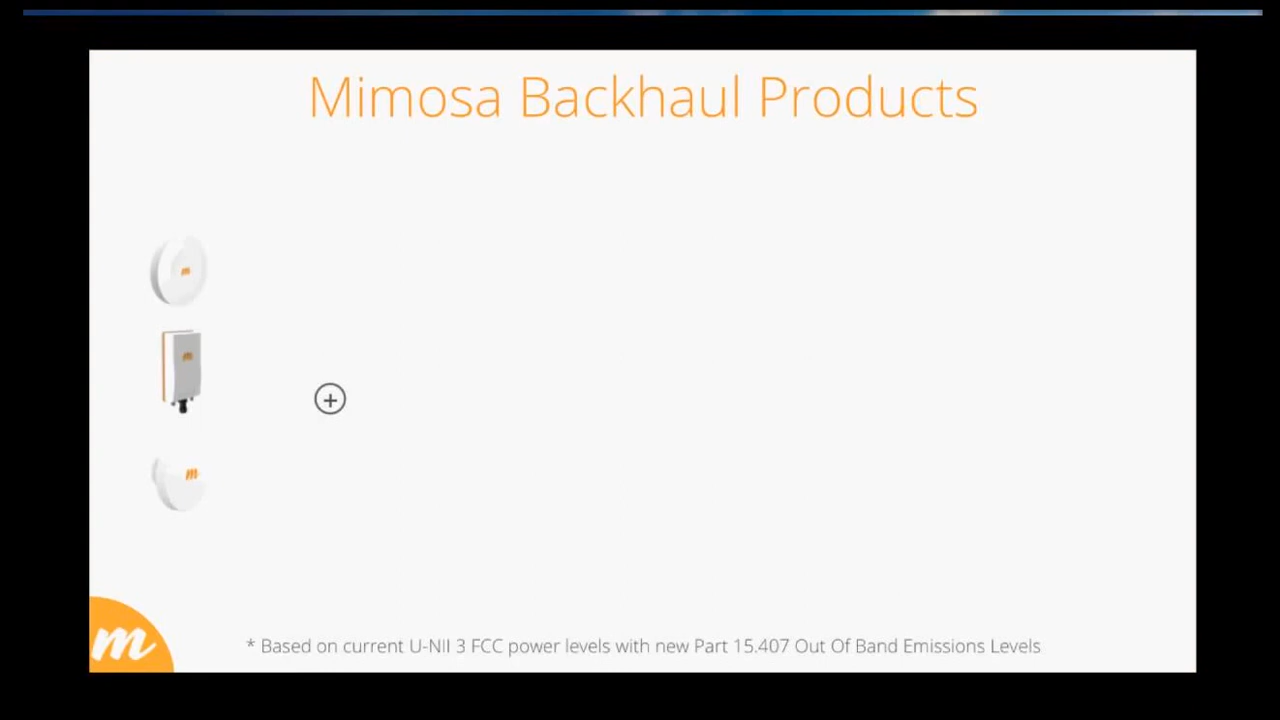 Mimosa Backhaul Products
m
m
m
m
* Based on current U-NII 3 FCC power levels with new Part 15.407 Out Of Band Emissions Levels